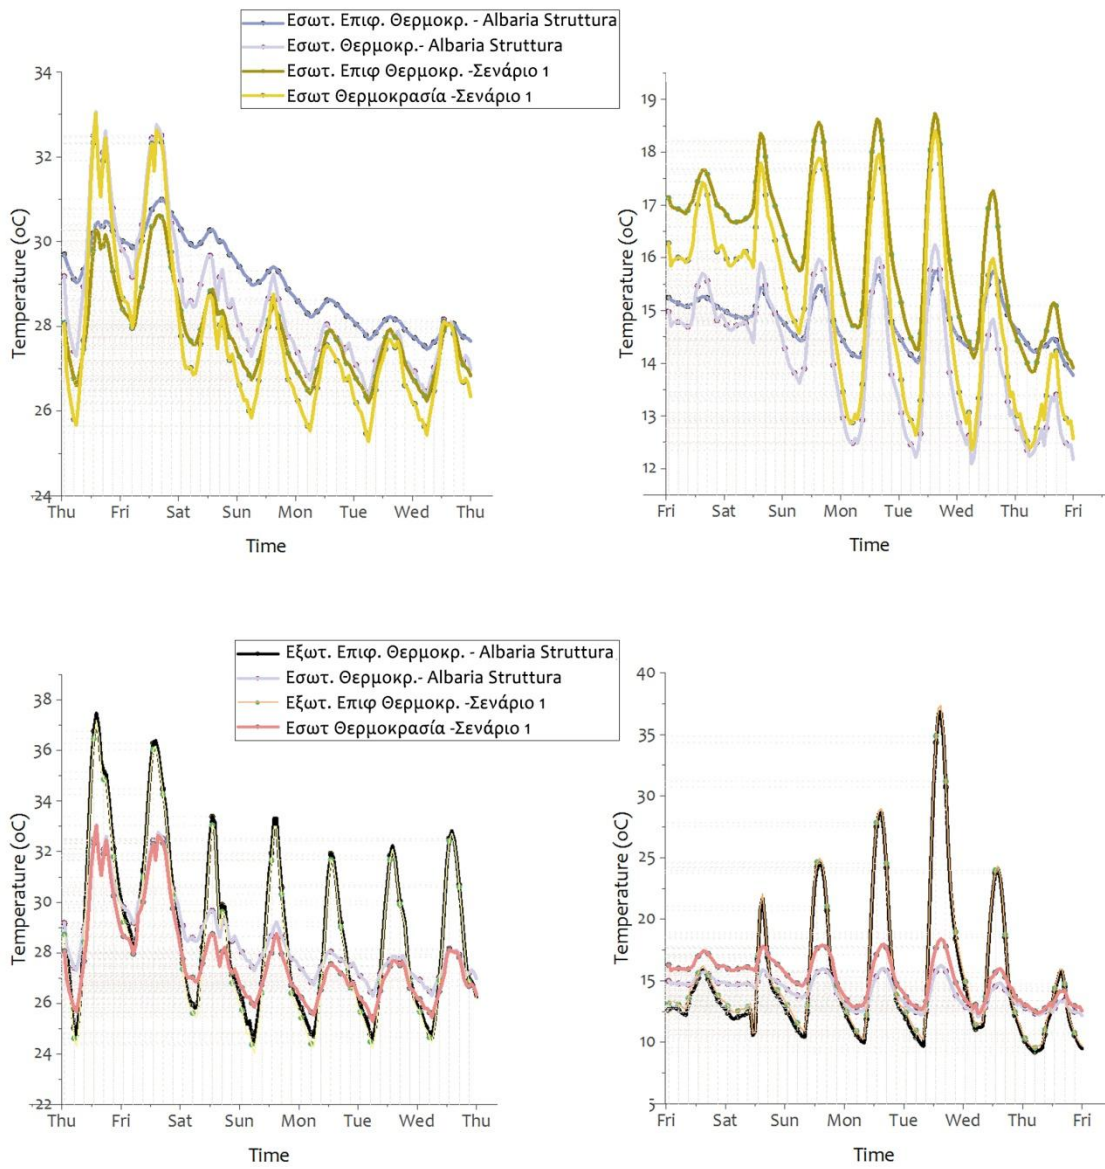 Εσωτ. Επιφ. Θερμοκρ. - Albaria Struttura
Εσωτ. Θερμοκρ.- Albaria Struttura
Εσωτ. Επιφ Θερμοκρ. -Σενάριο 1
Εσωτ Θερμοκρασία -Σενάριο 1
34
32
30
28
26
24
Temperature (oC)
Thu Fri Sat Sun Mon Tue Wed Thu
Time
19
18
17
16
15
14
13
12
Temperature (oC)
Fri Sat Sun Mon Tue Wed Thu Fri
Time
Εξωτ. Επιφ. Θερμοκρ. - Albaria Struttura
Εσωτ. Θερμοκρ.- Albaria Struttura
Εξωτ. Επιφ Θερμοκρ. -Σενάριο 1
Εσωτ Θερμοκρασία -Σενάριο 1
38
36
34
32
30
28
26
24
22
Temperature (oC)
Thu Fri Sat Sun Mon Tue Wed Thu
Time
40
35
30
25
20
15
10
5
Temperature (oC)
Fri Sat Sun Mon Tue Wed Thu Fri
Time